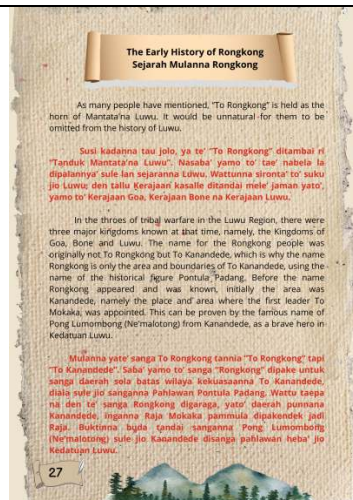 The Early History of Rongkong
Sejarah Mulanna Rongkong
As many people have mentioned, "To Rongkong" is held as the
horn of Mantata'na Luwu. It would be unnatural for them to be
omitted from the history of Luwu.
Susi kadanna tau jolo, ya te' "To Rongkong" ditambai ri
"Tanduk Mantata'na Luwu". Nasaba' yamo to' tae' nabela la
dipalannya' sule lan sejaranna Luwu. Wattunna sironta' to' suku
jio Luwu; den tallu Kerajaan kasalle ditandai mele' jaman yato',
yamo to' Kerajaan Goa, Kerajaan Bone na Kerajaan Luwu.
In the throes of tribal warfare in the Luwu Region, there were
three major kingdoms known at that time, namely, the Kingdoms of
Goa, Bone and Luwu. The name for the Rongkong people was
originally not To Rongkong but To Kanandede, which is why the name
Rongkong is only the area and boundaries of To Kanandede, using the
name of the historical figure Pontula Padang. Before the name
Rongkong appeared and was known, initially the area was
Kanandede, namely the place and area where the first leader To
Mokaka, was appointed. This can be proven by the famous name of
Pong Lumombong (Ne'malotong) from Kanandede, as a brave hero in
Kedatuan Luwu.
Mulanna yate' sanga To Rongkong tannia "To Rongkong" tapi
"To Kanandede". Saba' yamo to' sanga "Rongkong" dipake untuk
sanga daerah sola batas wilaya kekuasaanna To Kanandede,
diala sule jio sanganna Pahlawan Pontula Padang. Wattu taepa
na den te' sanga Rongkong digaraga, yato' daerah punnana
Kanandede, inganna Raja Mokaka pammula dipakendek jadi
Raja. Buktinna buda tandai sanganna Pong Lumombong
(Ne'malotong) sule jio Kanandede disanga pahlawan heba' jio
Kedatuan Luwu.
27